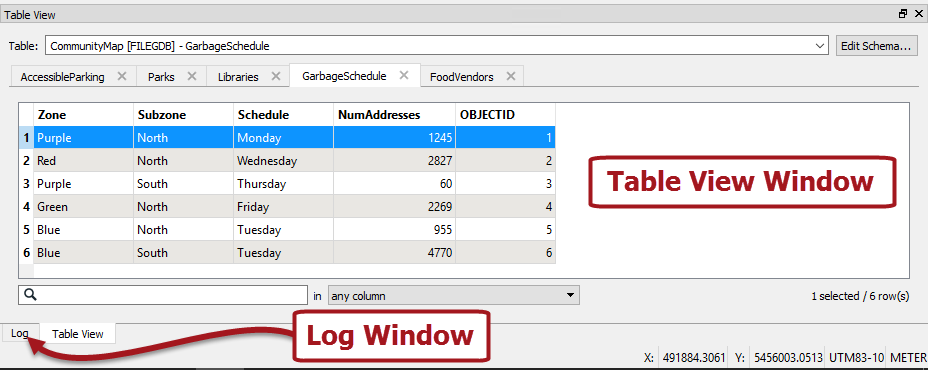 Table View
Table: CommunityMap [FILEGDB] - GarbageSchedule Edit Schema...
AccessibleParking Parks Libraries GarbageSchedule FoodVendors
Zone Subzone Schedule NumAddresses OBJECTID
1 Purple North Monday 1245 1
2 Red North Wednesday 2827 2
3 Purple South Thursday 60 3
4 Green North Friday 2269 4
5 Blue North Tuesday 955 5
6 Blue South Tuesday 4770 6
Table View Window
in any column 1 selected / 6 row(s)
Log Table View
Log Window
X: 491884.3061 Y: 5456003.0513 UTM83-10 METER